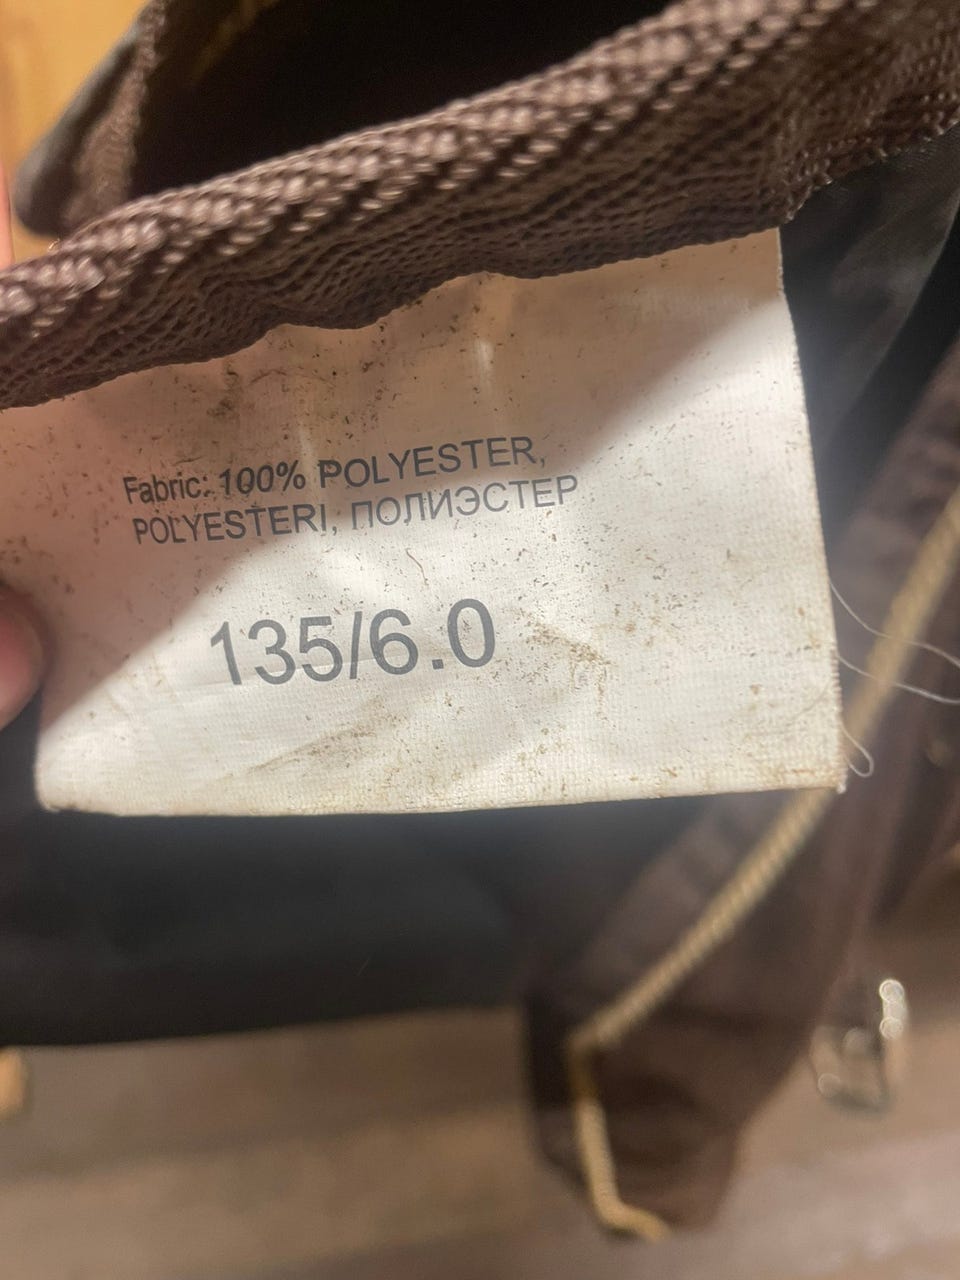 Fabric: 100% POLYESTER,
POLYESTERI, ПОЛИЭСТЕР
135/6.0